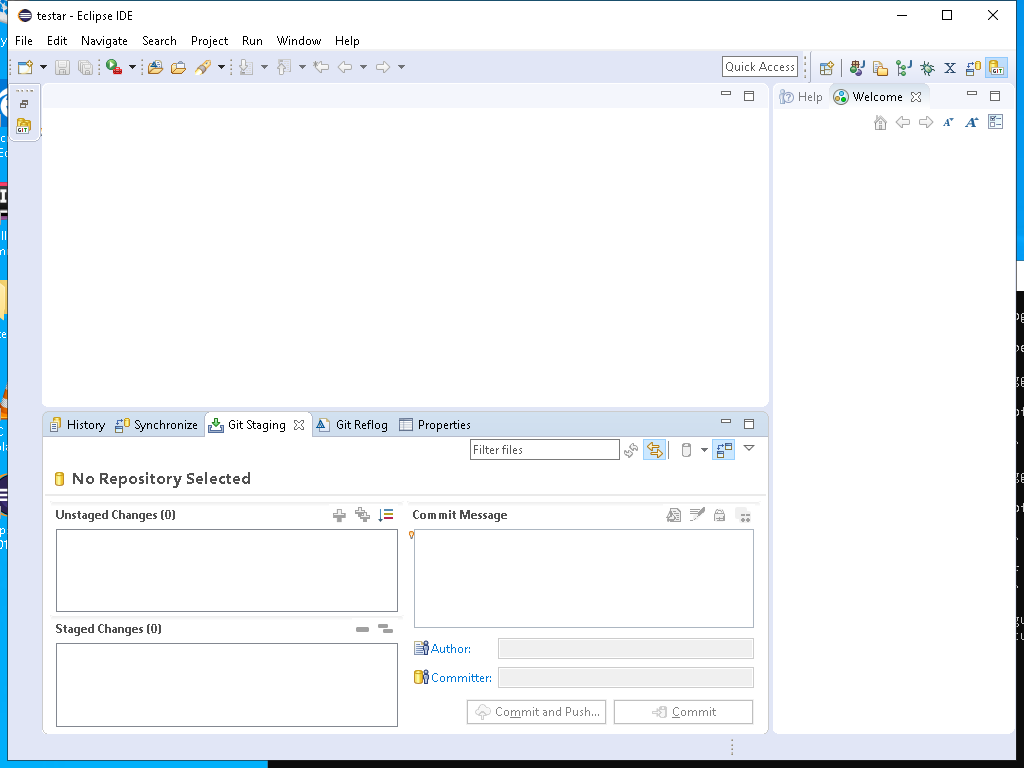 testar - Eclipse IDE
File Edit Navigate Search Project Run Window Help
Quick Access
Help Welcome
GIT
History Synchronize Git Staging Git Reflog Properties
Filter files
No Repository Selected
Unstaged Changes (0)
Commit Message
Staged Changes (0)
Author:
Committer:
Commit and Push...
Commit